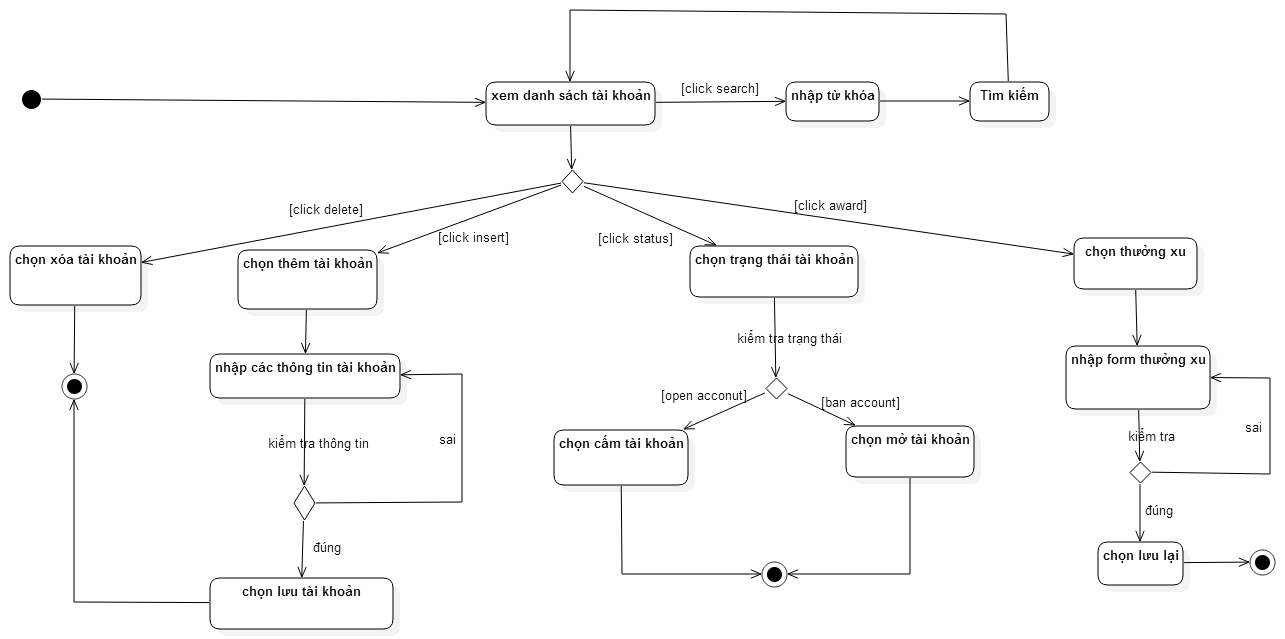 xem danh sách tài khoản
[click search]
nhập từ khóa
Tìm kiếm
[click delete]
[click insert]
[click status]
[click award]
chọn xóa tài khoản
chọn thêm tài khoản
chọn trạng thái tài khoản
chọn thưởng xu
kiểm tra trạng thái
nhập các thông tin tài khoản
nhập form thưởng xu
[open acconut]
[ban account]
kiểm tra thông tin
sai
chọn cấm tài khoản
chọn mở tài khoản
kiểm tra
sai
đúng
đúng
chọn lưu tài khoản
chọn lưu lại